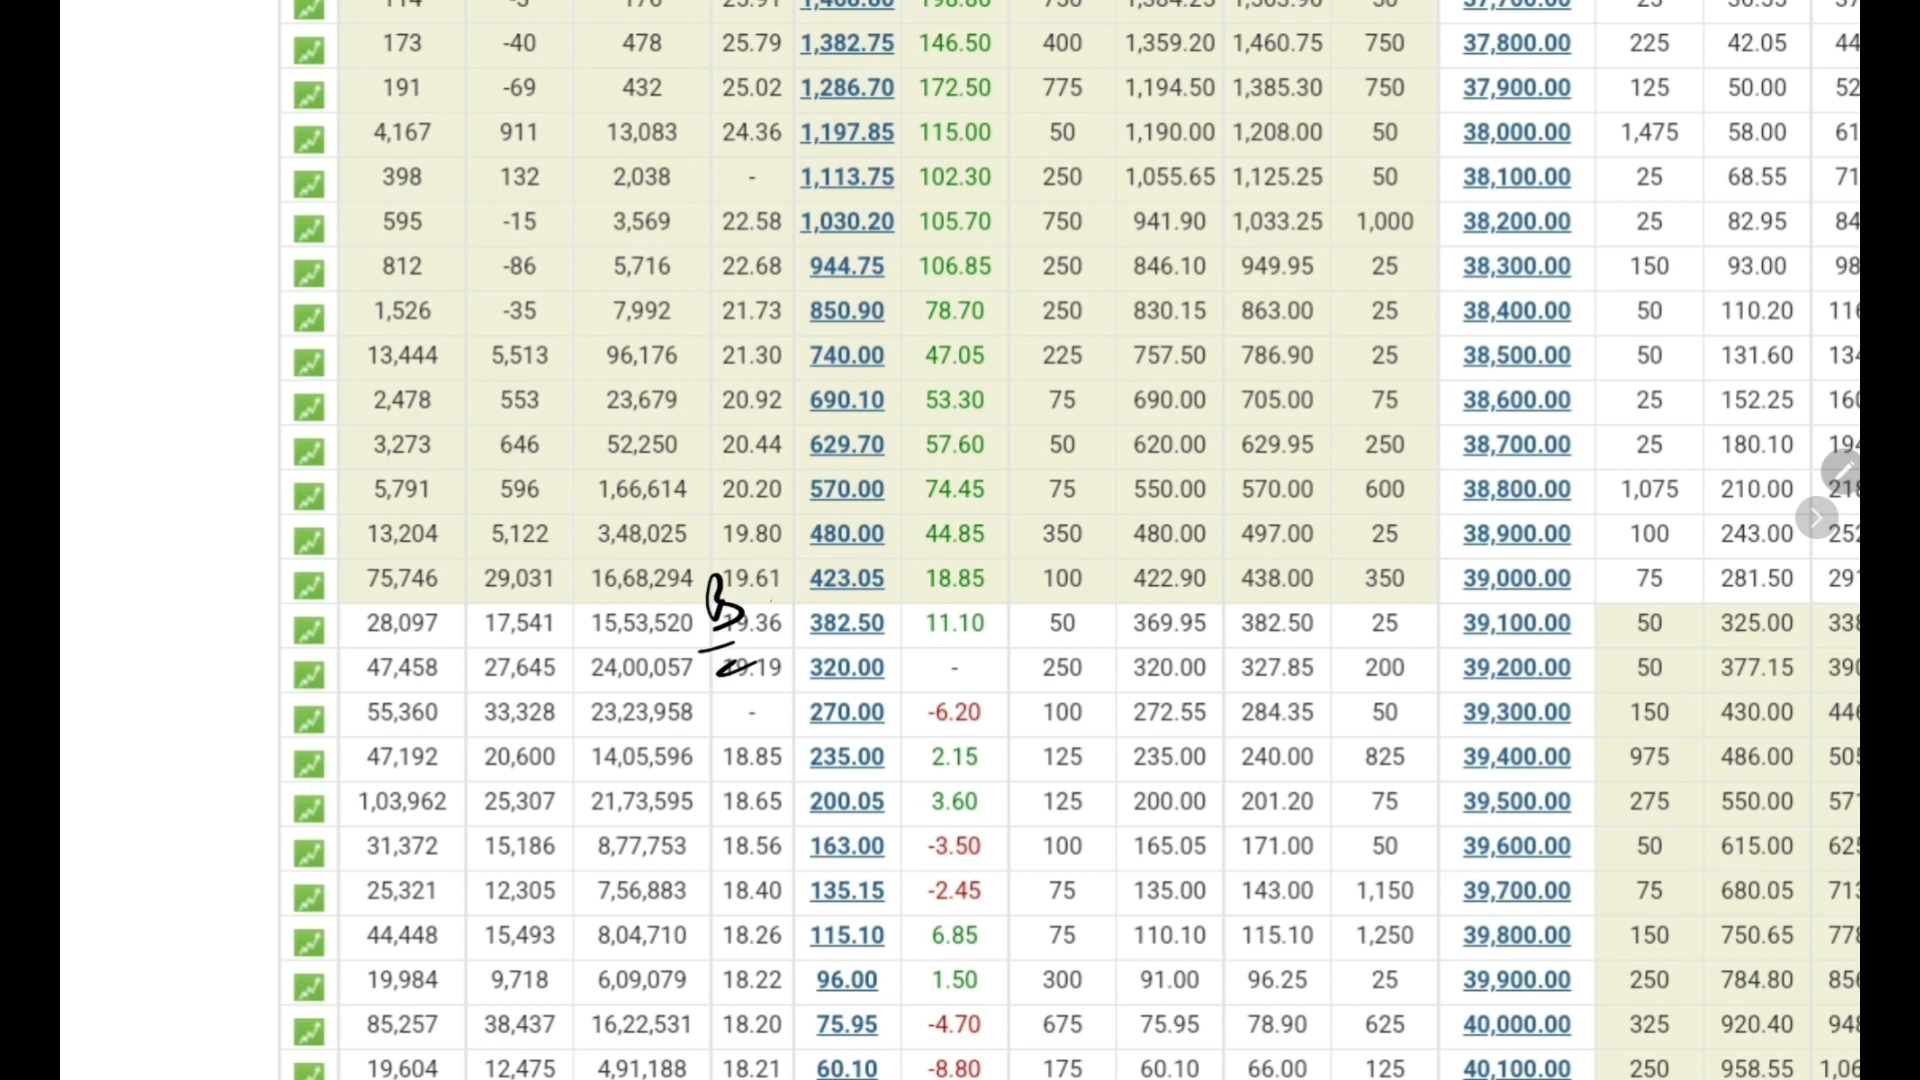 173 -40 478 25.79 1,382.75 146.50 400 1,359.20 1,460.75 750 37,800.00 225 42.05 44
191 -69 432 25.02 1,286.70 172.50 775 1,194.50 1,385.30 750 37,900.00 125 50.00 52
4,167 911 13,083 24.36 1,197.85 115.00 50 1,190.00 1,208.00 50 38,000.00 1,475 58.00 61
398 132 2,038 - 1,113.75 102.30 250 1,055.65 1,125.25 50 38,100.00 25 68.55 71
595 -15 3,569 22.58 1,030.20 105.70 750 941.90 1,033.25 1,000 38,200.00 25 82.95 84
812 -86 5,716 22.68 944.75 106.85 250 846.10 949.95 25 38,300.00 150 93.00 98
1,526 -35 7,992 21.73 850.90 78.70 250 830.15 863.00 25 38,400.00 50 110.20 116
13,444 5,513 96,176 21.30 740.00 47.05 225 757.50 786.90 25 38,500.00 50 131.60 134
2,478 553 23,679 20.92 690.10 53.30 75 690.00 705.00 75 38,600.00 25 152.25 160
3,273 646 52,250 20.44 629.70 57.60 50 620.00 629.95 250 38,700.00 25 180.10 194
5,791 596 1,66,614 20.20 570.00 74.45 75 550.00 570.00 600 38,800.00 1,075 210.00 218
13,204 5,122 3,48,025 19.80 480.00 44.85 350 480.00 497.00 25 38,900.00 100 243.00 252
75,746 29,031 16,68,294 19.61 423.05 18.85 100 422.90 438.00 350 39,000.00 75 281.50 29
28,097 17,541 15,53,520 19.36 382.50 11.10 50 369.95 382.50 25 39,100.00 50 325.00 338
47,458 27,645 24,00,057 19.19 320.00 - 250 320.00 327.85 200 39,200.00 50 377.15 390
55,360 33,328 23,23,958 - 270.00 -6.20 100 272.55 284.35 50 39,300.00 150 430.00 446
47,192 20,600 14,05,596 18.85 235.00 2.15 125 235.00 240.00 825 39,400.00 975 486.00 505
1,03,962 25,307 21,73,595 18.65 200.05 3.60 125 200.00 201.20 75 39,500.00 275 550.00 57
31,372 15,186 8,77,753 18.56 163.00 -3.50 100 165.05 171.00 50 39,600.00 50 615.00 625
25,321 12,305 7,56,883 18.40 135.15 -2.45 75 135.00 143.00 1,150 39,700.00 75 680.05 713
44,448 15,493 8,04,710 18.26 115.10 6.85 75 110.10 115.10 1,250 39,800.00 150 750.65 778
19,984 9,718 6,09,079 18.22 96.00 1.50 300 91.00 96.25 25 39,900.00 250 784.80 856
85,257 38,437 16,22,531 18.20 75.95 -4.70 675 75.95 78.90 625 40,000.00 325 920.40 948
19,604 12,475 4,91,188 18.21 60.10 -8.80 175 60.10 66.00 125 40,100.00 250 958.55 1,06